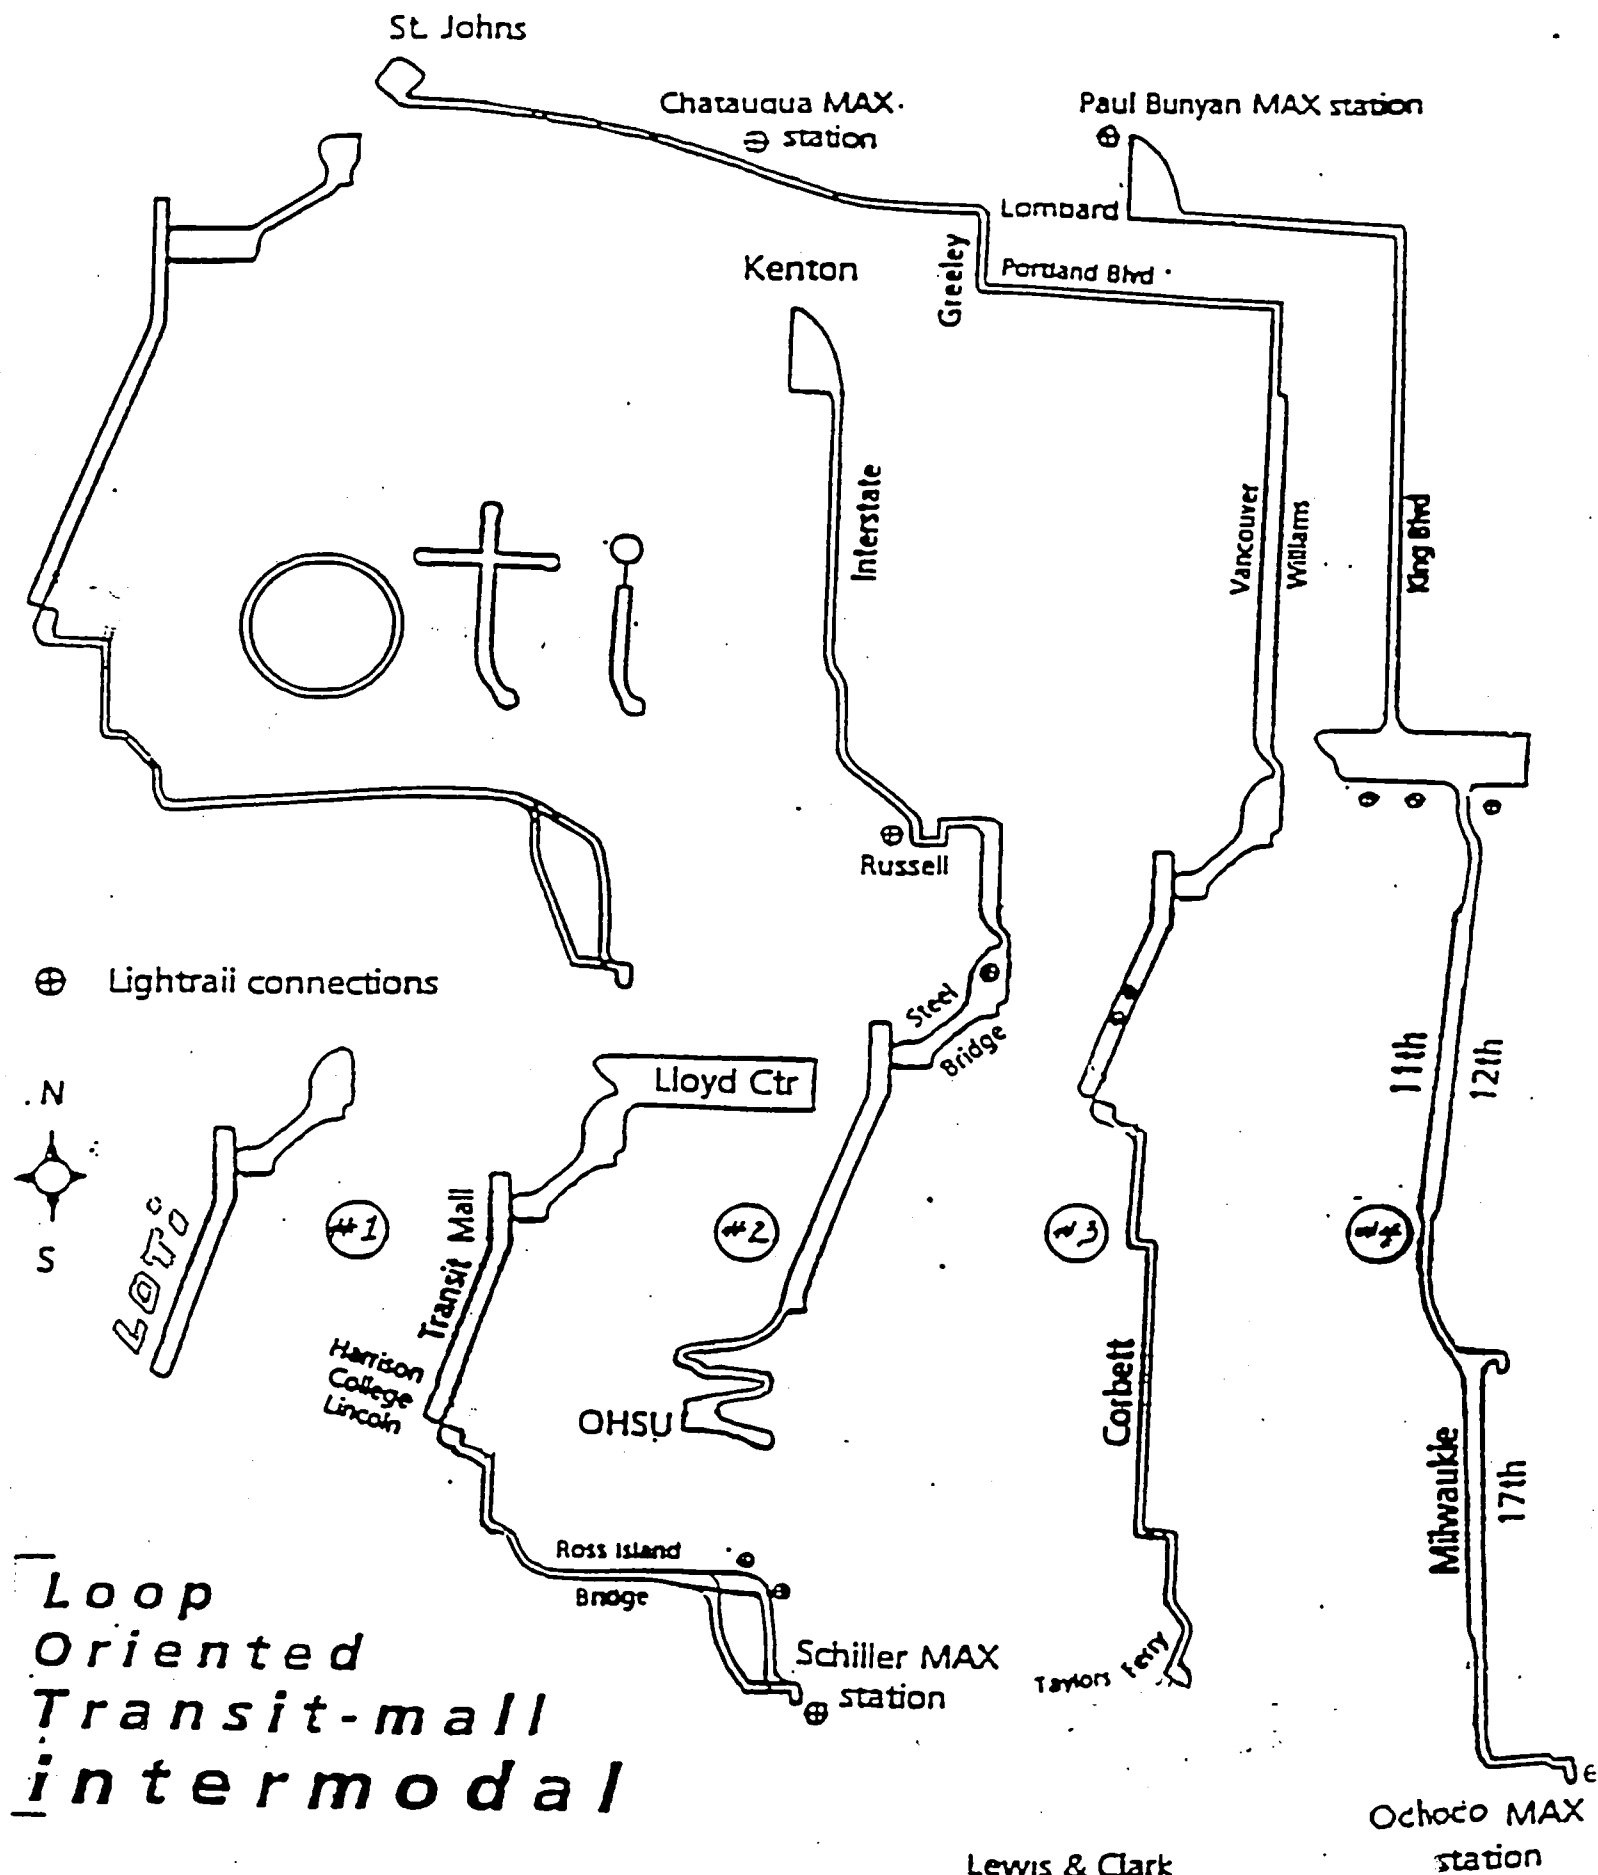 St. Johns
Chatauqua MAX
station
Paul Bunyan MAX station
Lombard
Greeley
Portland Blvd
Kenton
Interstate
Vancouver
Williams
King Blvd
oti
Russell
Lightrail connections
Steel
Bridge
11th
12th
N
S
LOTi
#1
Lloyd Ctr
Transit Mall
#2
#3
Harrison
College
Lincoln
OHSU
Corbett
Milwaukie
17th
Ross Island
Bridge
Schiller MAX
station
Taylors Ferry
Loop
Oriented
Transit-mall
intermodal
Ochoco MAX
station
Lewis & Clark